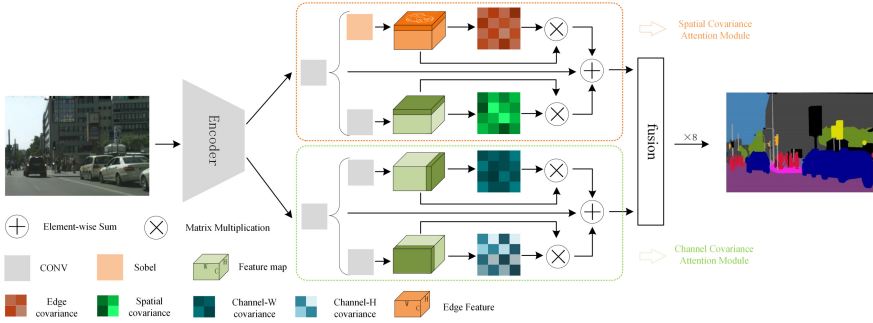 Spatial Covariance
Attention Module
Encoder
fusion
×8
Element-wise Sum
Matrix Multiplication
Channel Covariance
Attention Module
CONV
Sobel
W
C
H
Feature map
Edge
covariance
Spatial
covariance
Channel-W
covariance
Channel-H
covariance
W
C
H
Edge Feature